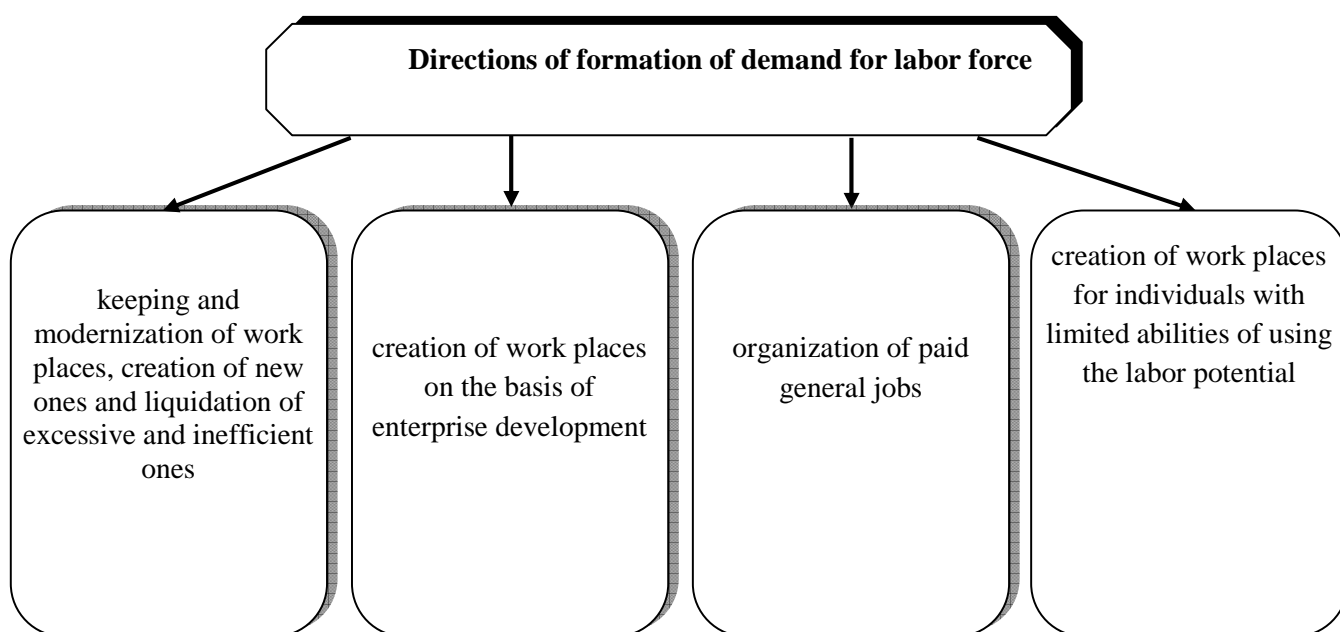 Directions of formation of demand for labor force
keeping and
modernization of work
places, creation of new
ones and liquidation of
excessive and inefficient
ones
creation of work places
on the basis of
enterprise development
organization of paid
general jobs
creation of work places
for individuals with
limited abilities of using
the labor potential